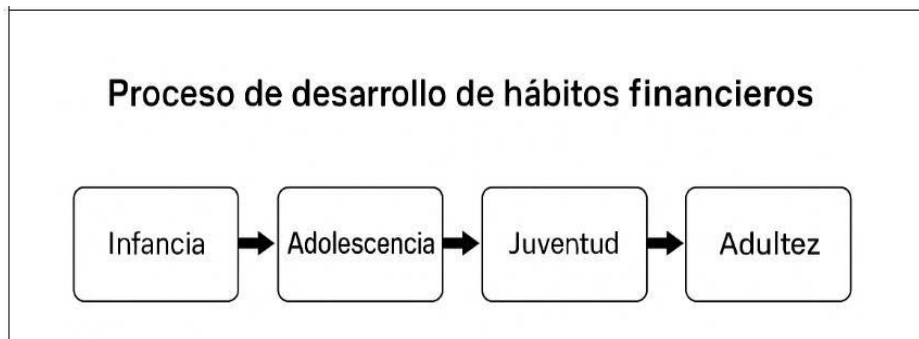 Proceso de desarrollo de hábitos financieros
Infancia
Adolescencia
Juventud
Adultez